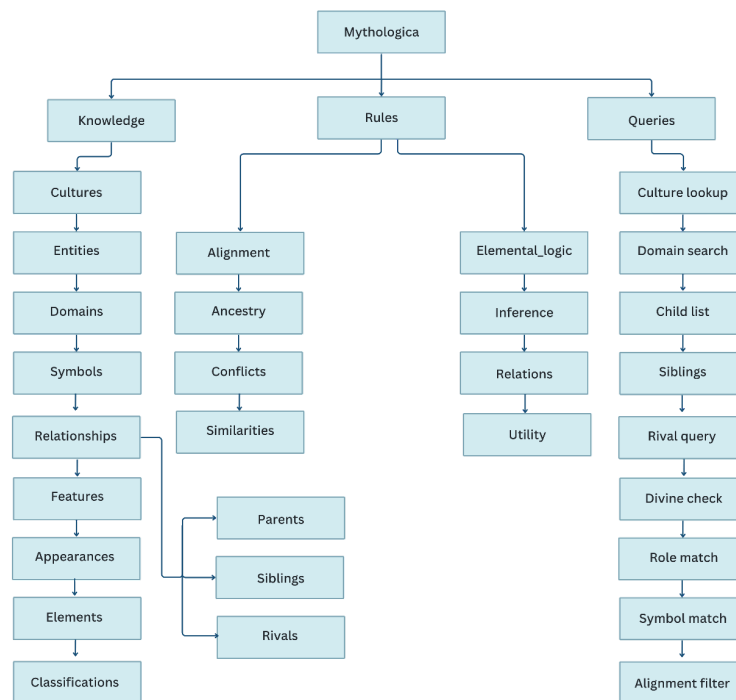 Mythologica
Knowledge
Rules
Queries
Cultures
Entities
Domains
Symbols
Relationships
Features
Appearances
Elements
Classifications
Parents
Siblings
Rivals
Alignment
Ancestry
Conflicts
Similarities
Elemental_logic
Inference
Relations
Utility
Culture lookup
Domain search
Child list
Siblings
Rival query
Divine check
Role match
Symbol match
Alignment filter